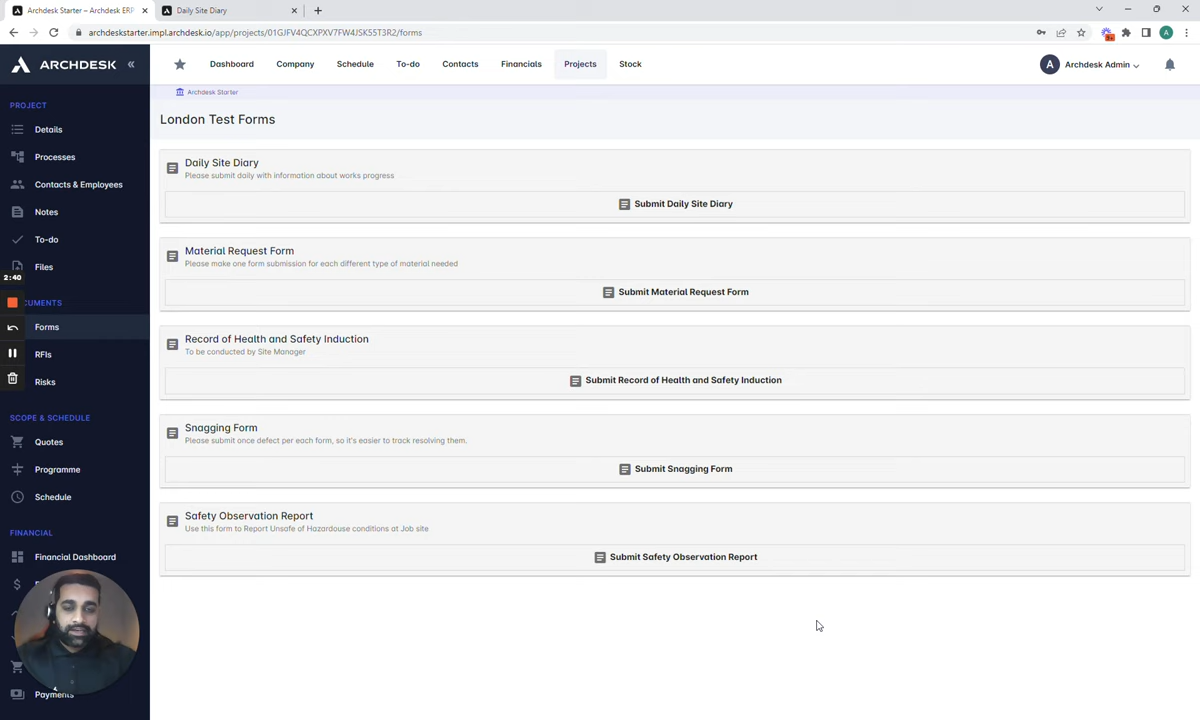 Archdesk Starter – Archdesk ERP
Daily Site Diary
archdeskstarter.impl.archdesk.io/app/projects/01GJFV4QCXPXV7FW4JSK55T3R2/forms
9+
A
ARCHDESK
Dashboard
Company
Schedule
To-do
Contacts
Financials
Projects
Stock
A
Archdesk Admin
Archdesk Starter
London Test Forms
PROJECT
Details
Processes
Contacts & Employees
Notes
To-do
Files
2:40
CUMENTS
Forms
RFIs
Risks
SCOPE & SCHEDULE
Quotes
Programme
Schedule
FINANCIAL
Financial Dashboard
Payments
Daily Site Diary
Please submit daily with information about works progress
Submit Daily Site Diary
Material Request Form
Please make one form submission for each different type of material needed
Submit Material Request Form
Record of Health and Safety Induction
To be conducted by Site Manager
Submit Record of Health and Safety Induction
Snagging Form
Please submit once defect per each form, so it's easier to track resolving them.
Submit Snagging Form
Safety Observation Report
Use this form to Report Unsafe of Hazardouse conditions at Job site
Submit Safety Observation Report